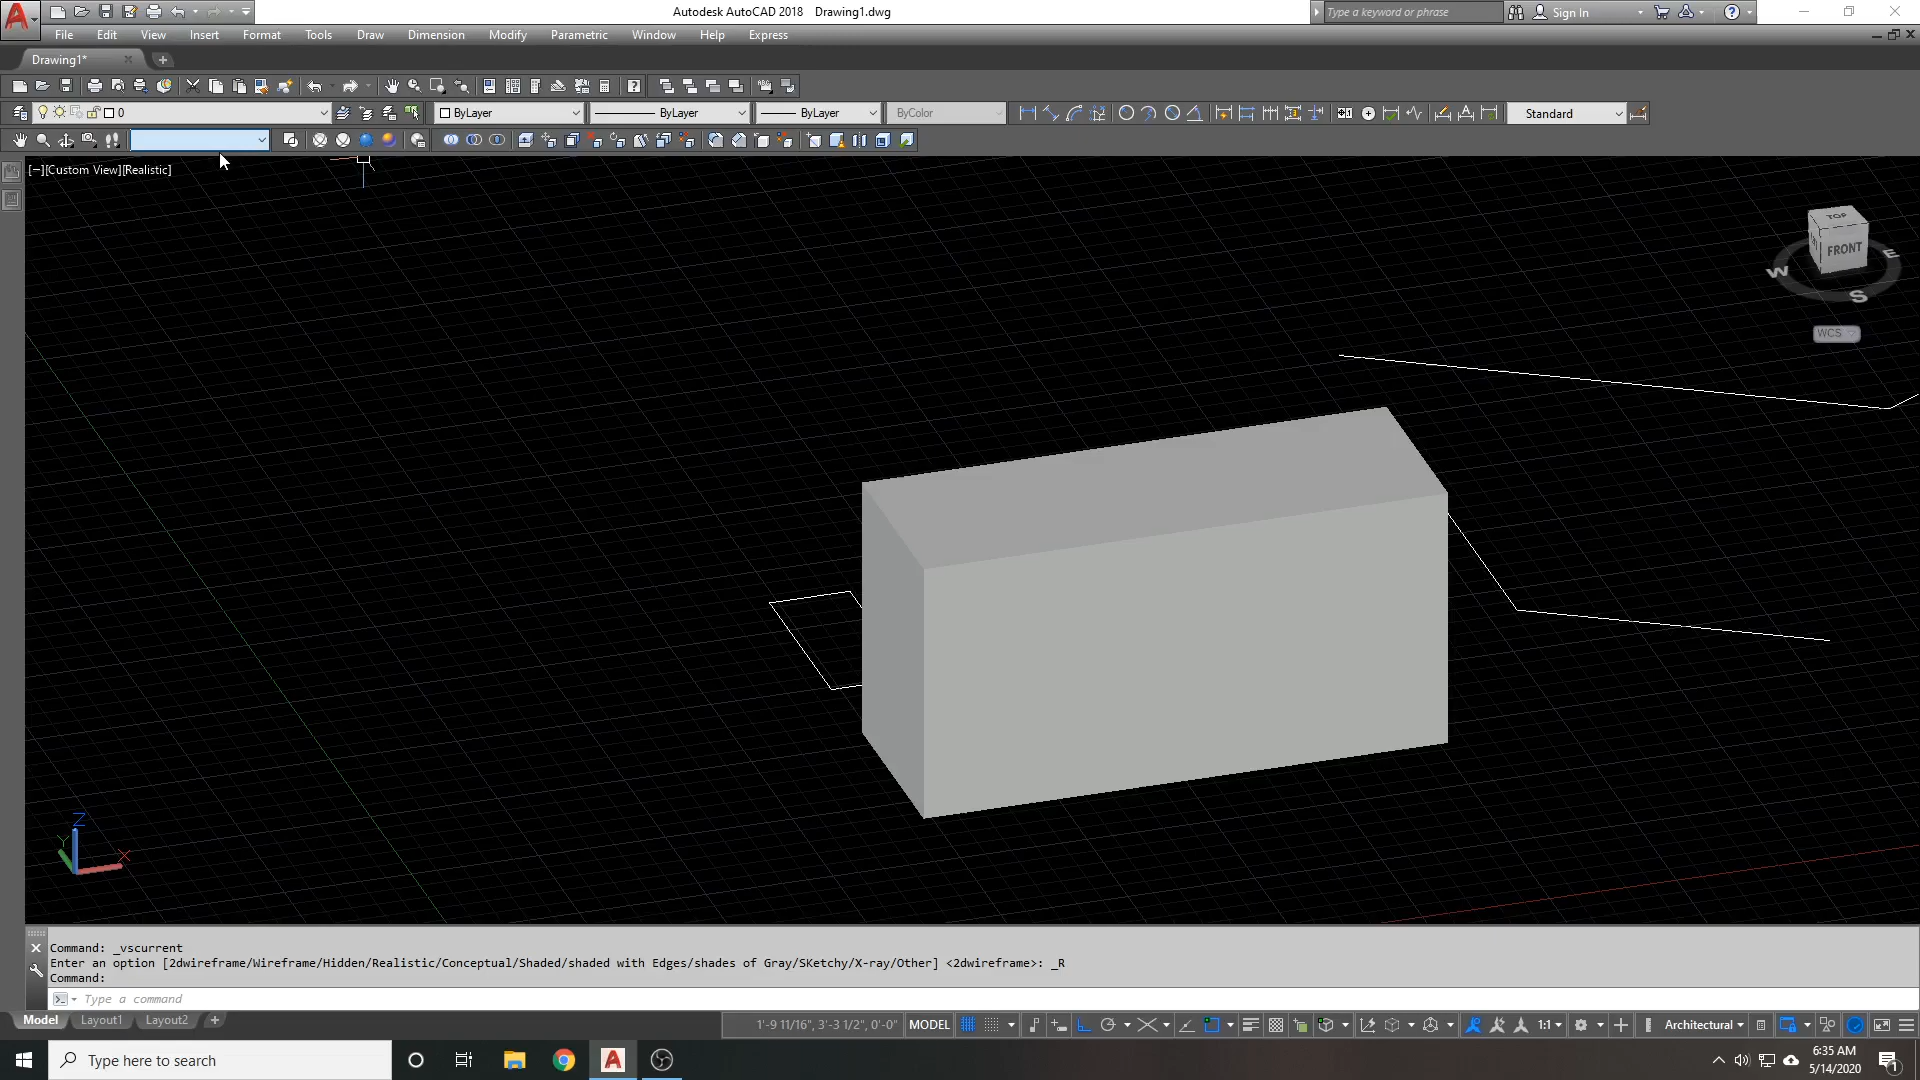 Autodesk AutoCAD 2018 Drawing1.dwg
Type a keyword or phrase
Sign In
File Edit View Insert Format Tools Draw Dimension Modify Parametric Window Help Express
Drawing1*
0
ByLayer
ByLayer
ByLayer
ByColor
Standard
[−][Custom View][Realistic]
TOP
FRONT
W
E
S
WCS
Z
Y
X
Command: _vscurrent
Enter an option [2dwireframe/Wireframe/Hidden/Realistic/Conceptual/Shaded/shaded with Edges/shades of Gray/SKetchy/X-ray/Other] <2dwireframe>: _R
Command:
Type a command
Model Layout1 Layout2
1'-9 11/16", 3'-3 1/2", 0'-0" MODEL 1:1 Architectural
Type here to search
6:35 AM
5/14/2020
1